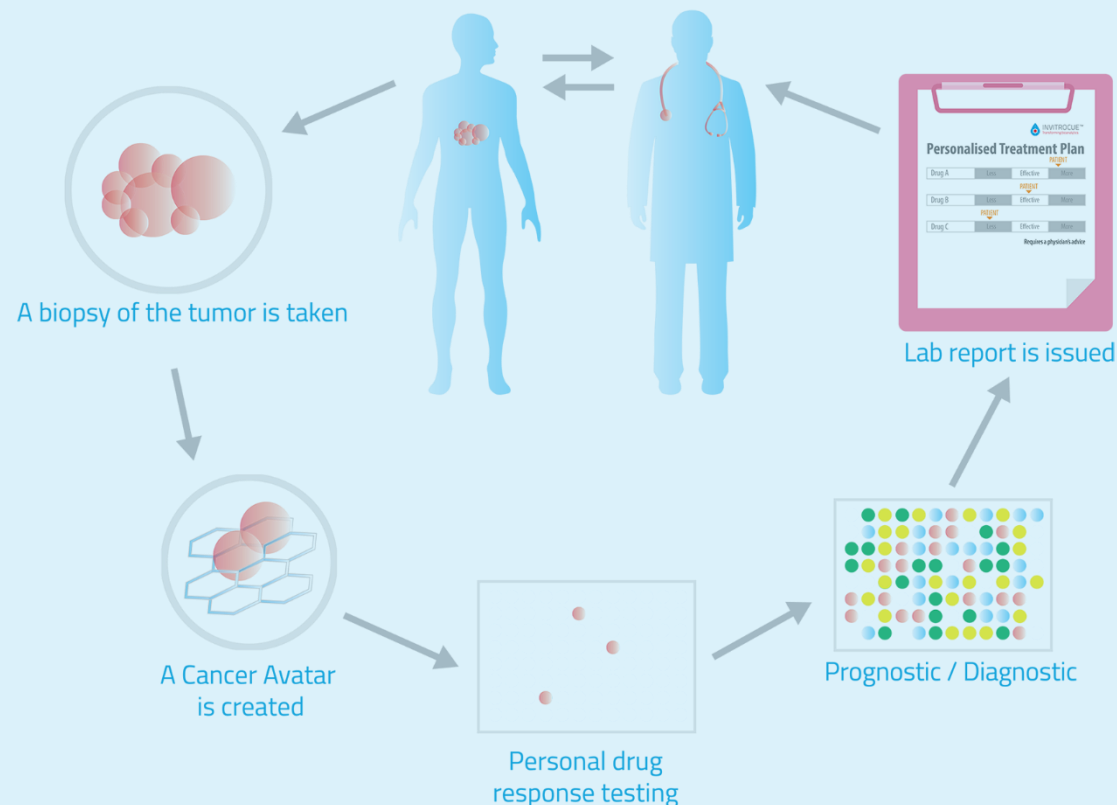 INVITROCUE™
Personalised Treatment Plan
PATIENT
Drug A Less Effective More
PATIENT
Drug B Less Effective More
PATIENT
Drug C Less Effective More
Requires a physician's advice
A biopsy of the tumor is taken
Lab report is issued
A Cancer Avatar
is created
Prognostic / Diagnostic
Personal drug
response testing